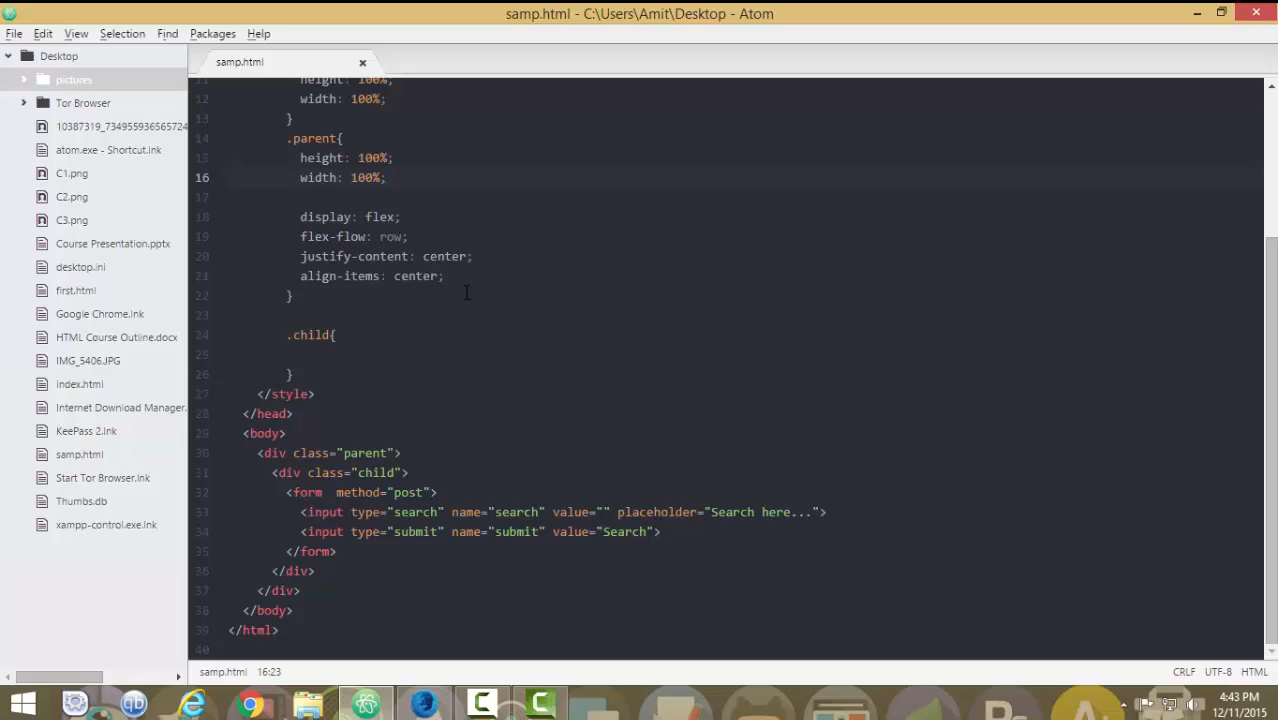 samp.html - C:\Users\Amit\Desktop - Atom
File Edit View Selection Find Packages Help
Desktop
pictures
Tor Browser
10387319_734955936565724
atom.exe - Shortcut.lnk
C1.png
C2.png
C3.png
Course Presentation.pptx
desktop.ini
first.html
Google Chrome.lnk
HTML Course Outline.docx
IMG_5406.JPG
index.html
Internet Download Manager.
KeePass 2.lnk
samp.html
Start Tor Browser.lnk
Thumbs.db
xampp-control.exe.lnk
samp.html
11 height: 100%;
12 width: 100%;
13 }
14 .parent{
15 height: 100%;
16 width: 100%;
17
18 display: flex;
19 flex-flow: row;
20 justify-content: center;
21 align-items: center;
22 }
23
24 .child{
25
26 }
27 </style>
28 </head>
29 <body>
30 <div class="parent">
31 <div class="child">
32 <form  method="post">
33 <input type="search" name="search" value="" placeholder="Search here...">
34 <input type="submit" name="submit" value="Search">
35 </form>
36 </div>
37 </div>
38 </body>
39 </html>
40
samp.html 16:23 CRLF UTF-8 HTML
4:43 PM
12/11/2015